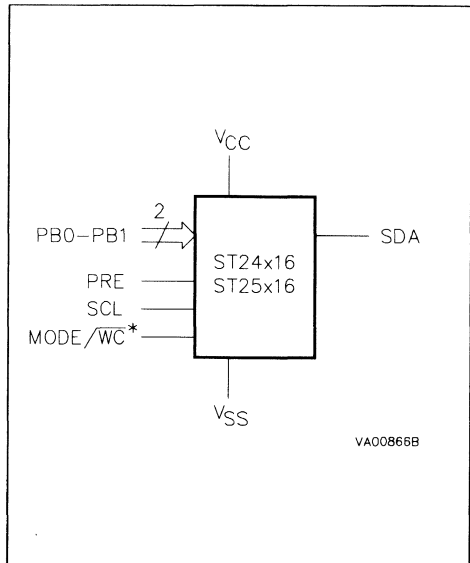 VCC
2
PB0-PB1
SDA
ST24x16
ST25x16
PRE
SCL
MODE/WC*
VSS
VA00866B